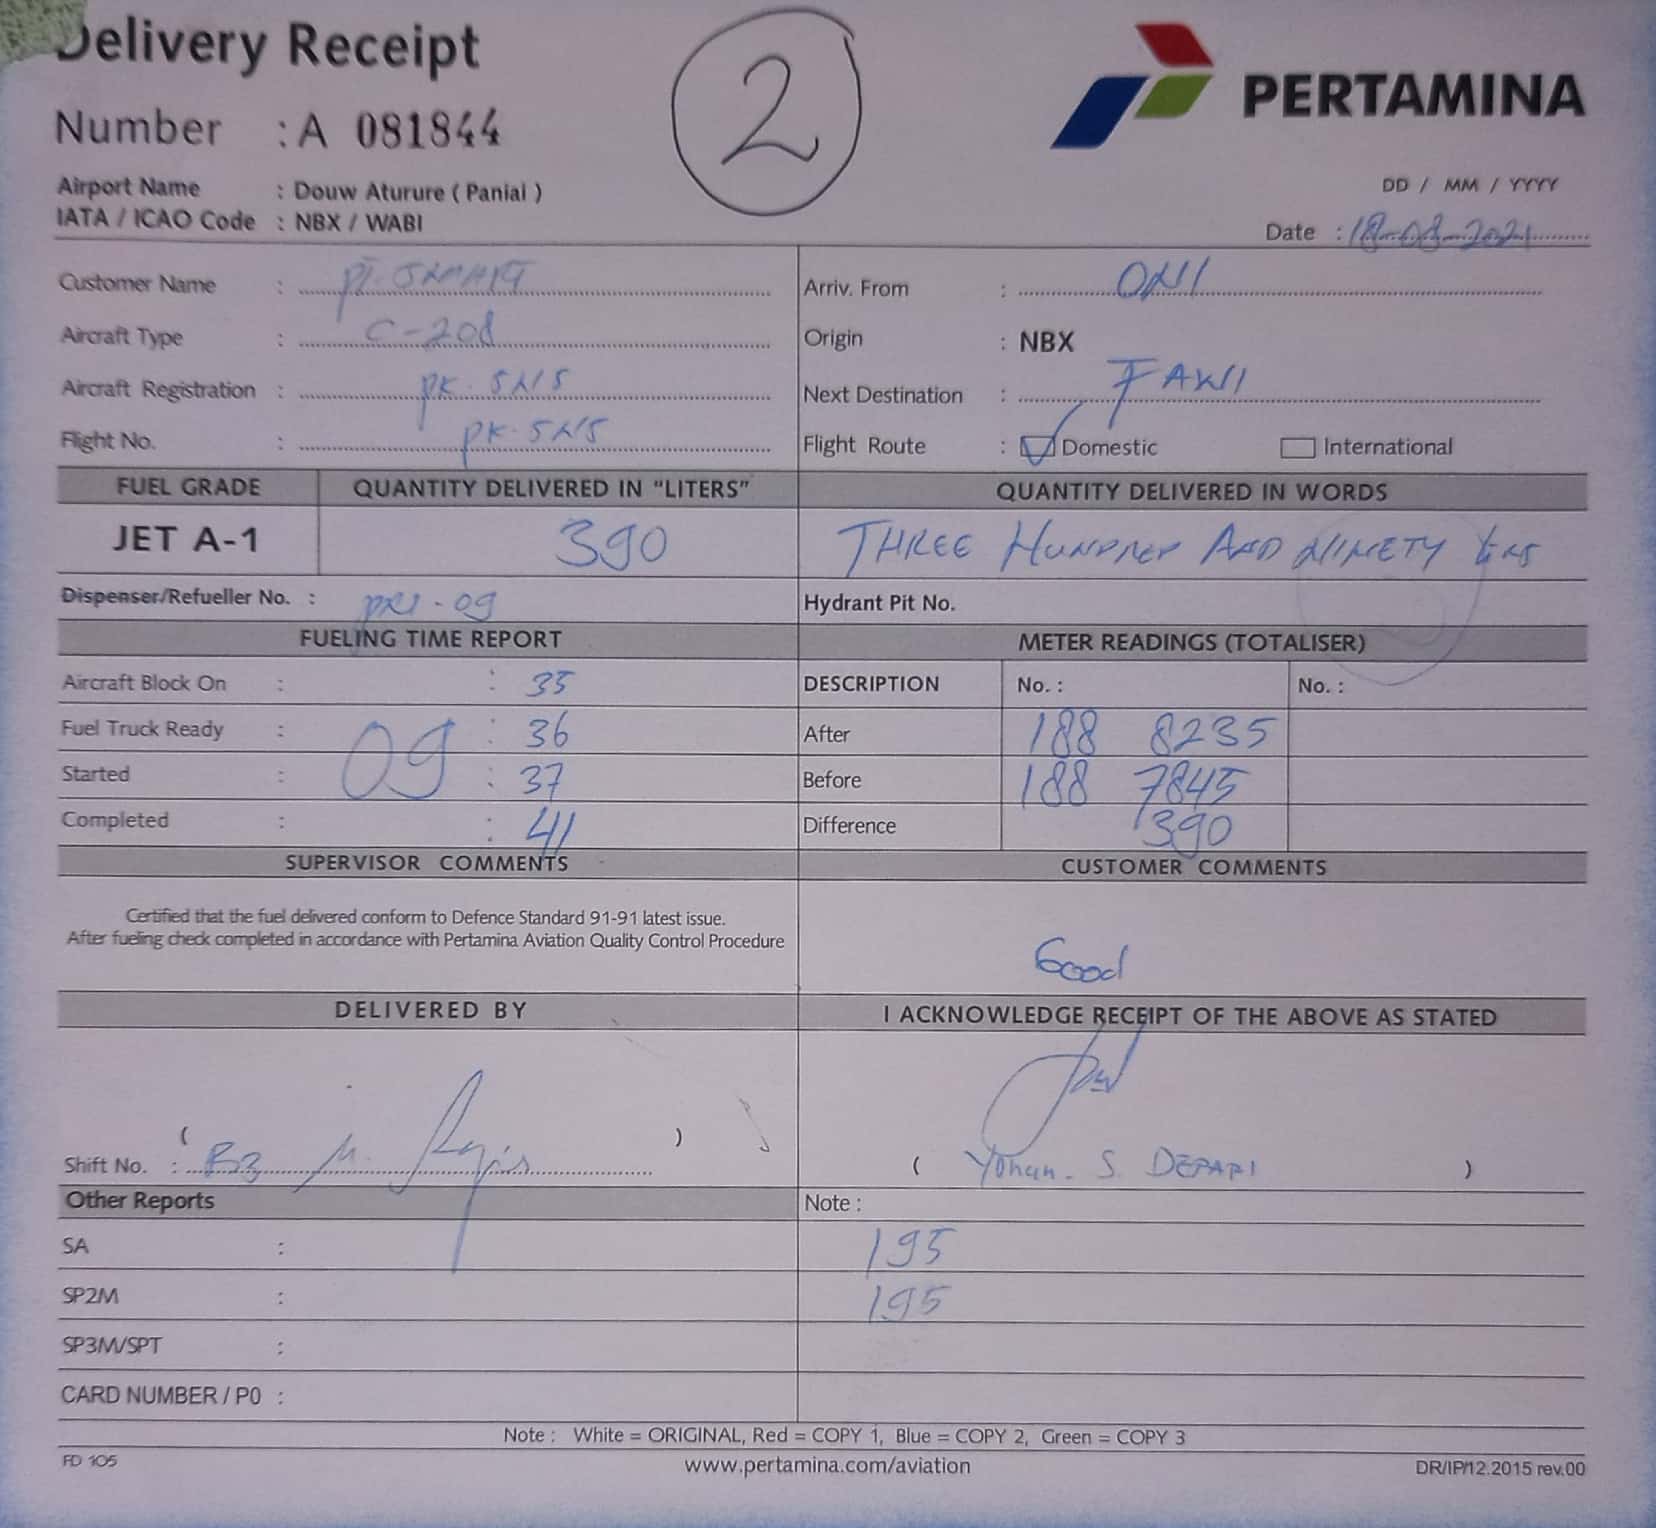 Delivery Receipt
2
PERTAMINA
Number : A 081844
Airport Name : Douw Aturure ( Panial )
DD / MM / YYYY
IATA / ICAO Code : NBX / WABI
Date : 18-08-2021
Customer Name : PT. SMART
Arriv. From :
Aircraft Type : C-208
Origin : NBX
Aircraft Registration : PK-SNS
Next Destination : FAWI
Flight No. : PK-SNS
Flight Route : Domestic International
FUEL GRADE QUANTITY DELIVERED IN "LITERS" QUANTITY DELIVERED IN WORDS
JET A-1 390 THREE HUNDRED AND NINETY LTRS
Dispenser/Refueller No. :
Hydrant Pit No.
FUELING TIME REPORT METER READINGS (TOTALISER)
Aircraft Block On : : 35
DESCRIPTION No. : No. :
Fuel Truck Ready : 09 : 36
After 188 8235
Started : : 37
Before 188 7845
Completed : : 41
Difference 390
SUPERVISOR COMMENTS CUSTOMER COMMENTS
Certified that the fuel delivered conform to Defence Standard 91-91 latest issue.
After fueling check completed in accordance with Pertamina Aviation Quality Control Procedure
Good
DELIVERED BY I ACKNOWLEDGE RECEIPT OF THE ABOVE AS STATED
( )
Shift No. :
( Yohan. S. DEPARI )
Other Reports Note :
SA : 195
SP2M : 195
SP3M/SPT :
CARD NUMBER / P0 :
Note : White = ORIGINAL, Red = COPY 1, Blue = COPY 2, Green = COPY 3
FD 105 www.pertamina.com/aviation DR/IP/12.2015 rev.00